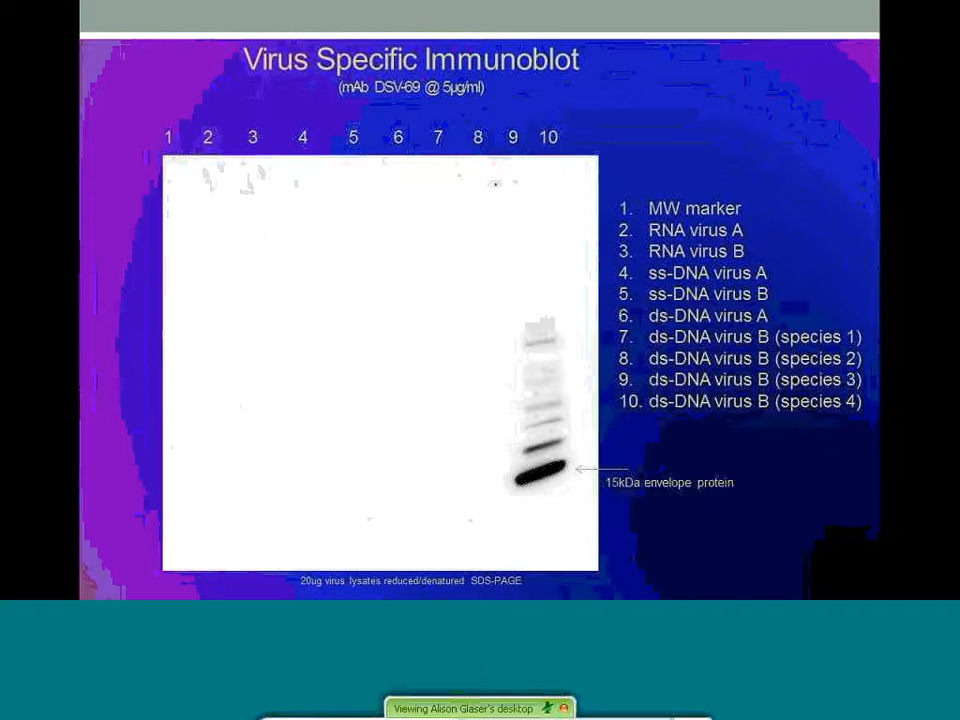 Virus Specific Immunoblot
(mAb DSV-69 @ 5µg/ml)
1 2 3 4 5 6 7 8 9 10
1. MW marker
2. RNA virus A
3. RNA virus B
4. ss-DNA virus A
5. ss-DNA virus B
6. ds-DNA virus A
7. ds-DNA virus B (species 1)
8. ds-DNA virus B (species 2)
9. ds-DNA virus B (species 3)
10. ds-DNA virus B (species 4)
15kDa envelope protein
20ug virus lysates reduced/denatured SDS-PAGE
Viewing Alison Glaser's desktop